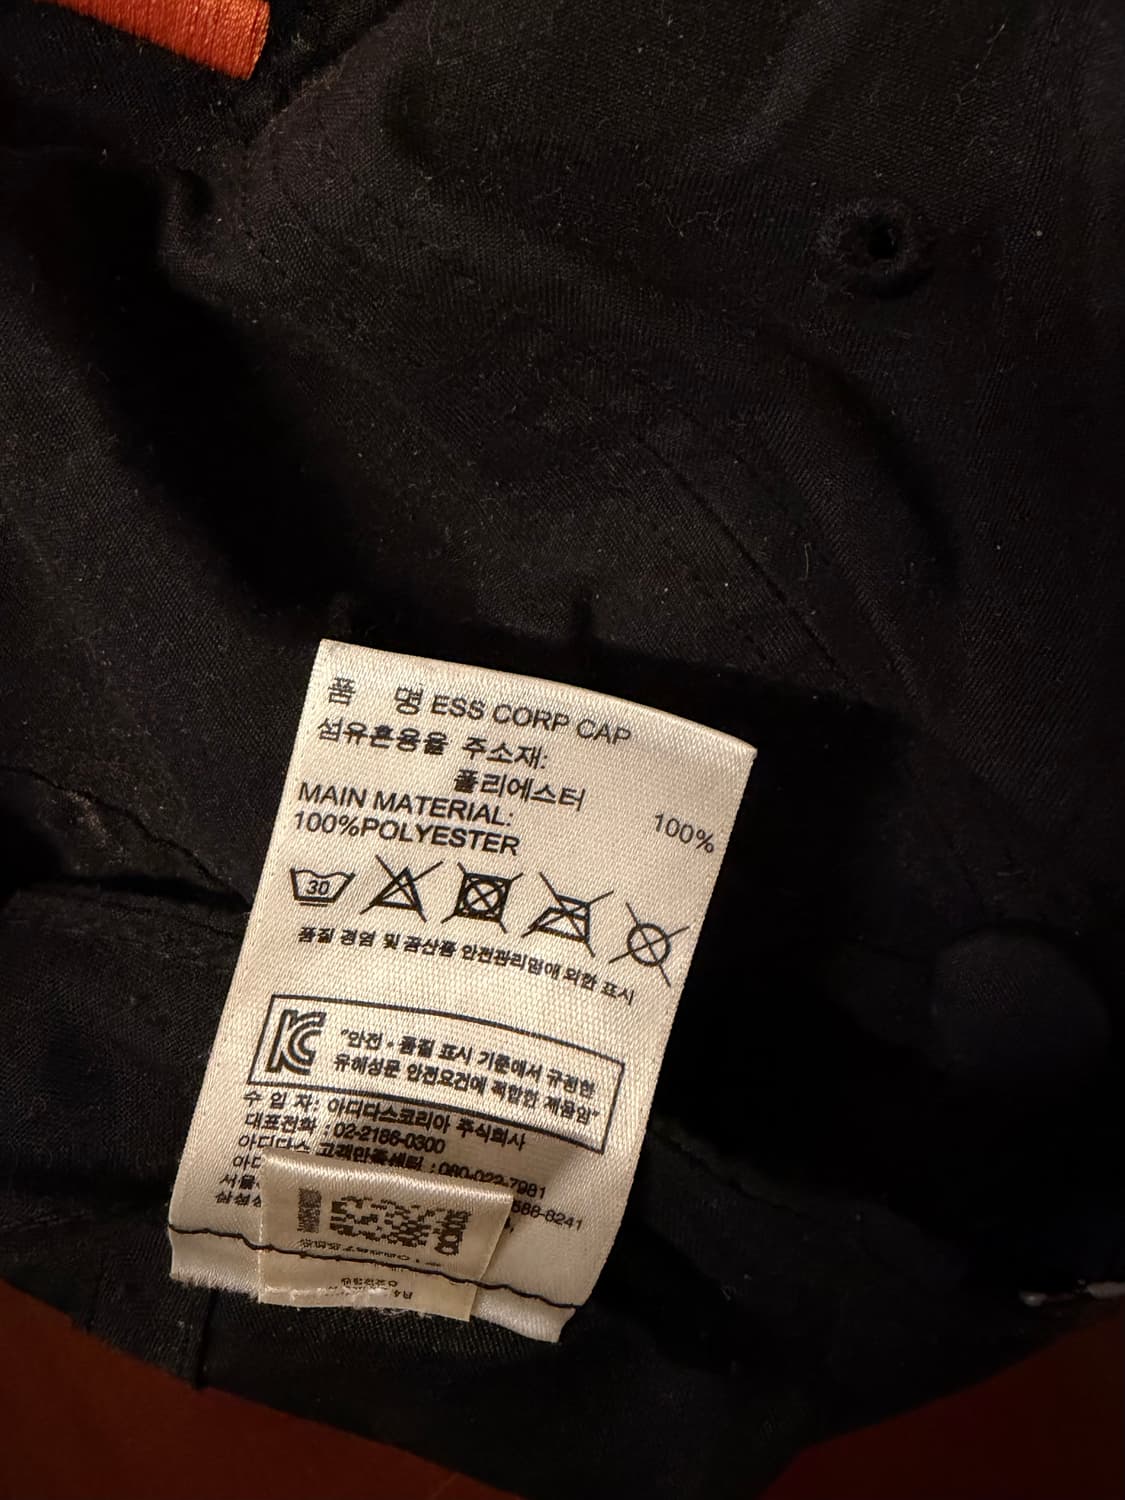 품 명 ESS CORP CAP
섬유혼용율 주소재:
폴리에스터 100%
MAIN MATERIAL:
100%POLYESTER
30
품질 경영 및 공산품 안전관리법에 의한 표시
"안전·품질 표시 기준에서 규정한
유해성문 안전요건에 적합한 제품임"
수 입 자: 아디다스코리아 주식회사
대표전화 : 02-2186-0300
아디다스 고객만족센터 : 080-022-7981